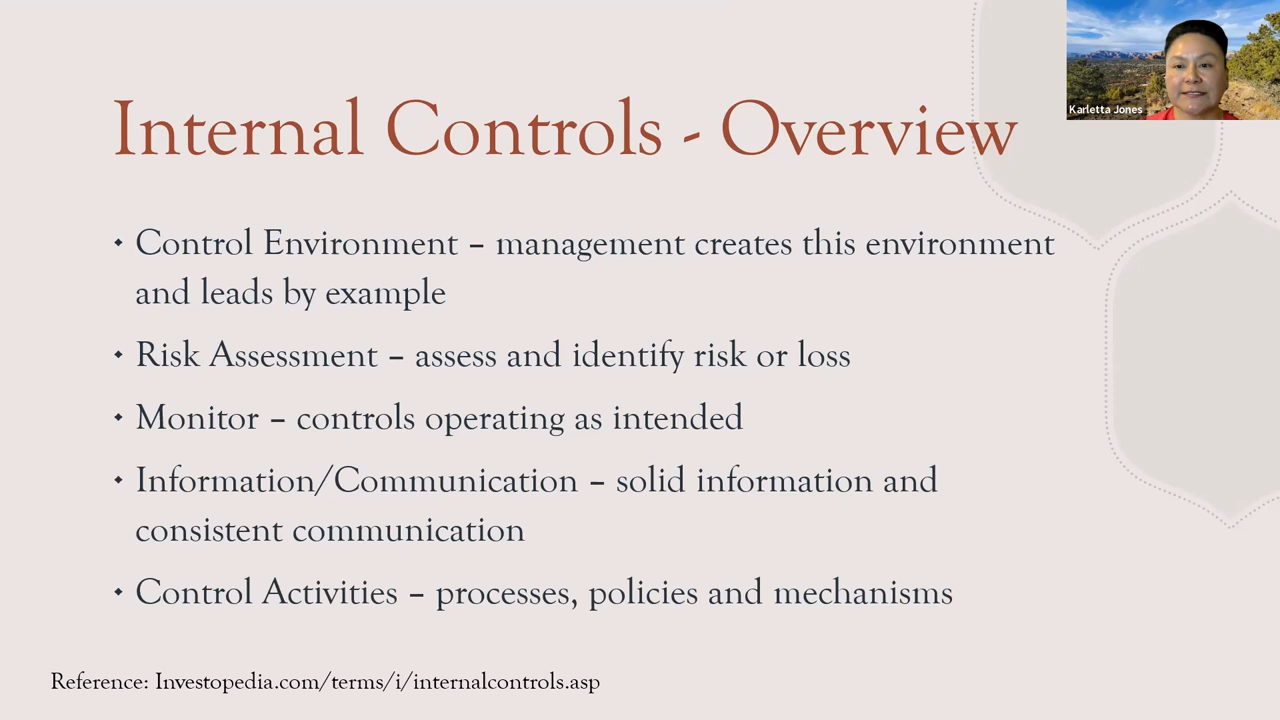 Karletta Jones
Internal Controls - Overview
• Control Environment – management creates this environment
and leads by example
• Risk Assessment – assess and identify risk or loss
• Monitor – controls operating as intended
• Information/Communication – solid information and
consistent communication
• Control Activities – processes, policies and mechanisms
Reference: Investopedia.com/terms/i/internalcontrols.asp